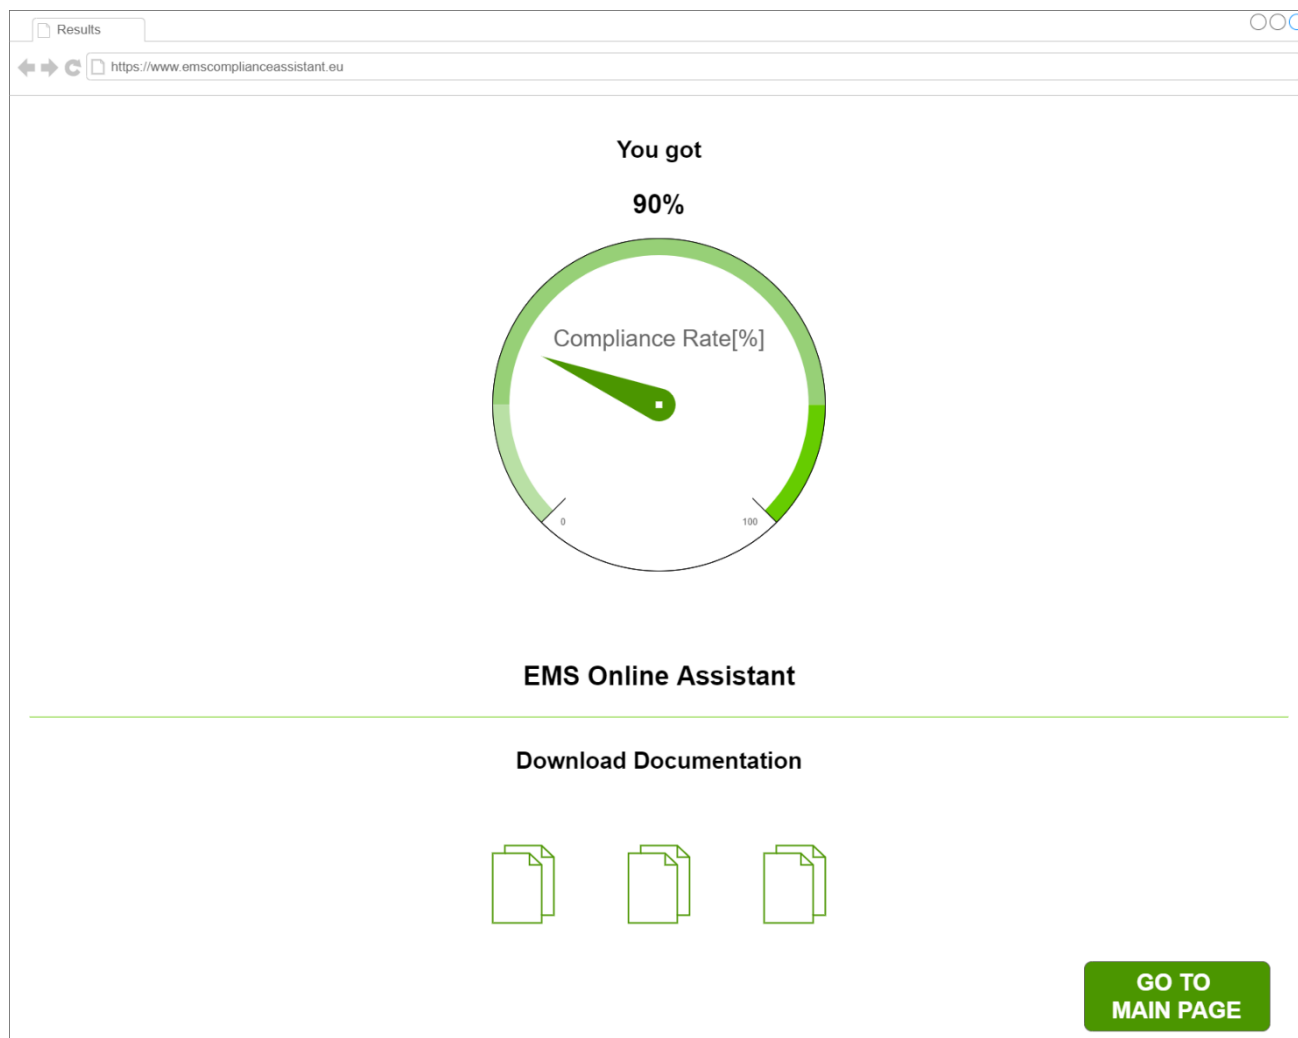 Results
https://www.emscomplianceassistant.eu
You got
90%
Compliance Rate[%]
0
100
EMS Online Assistant
Download Documentation
GO TO
MAIN PAGE